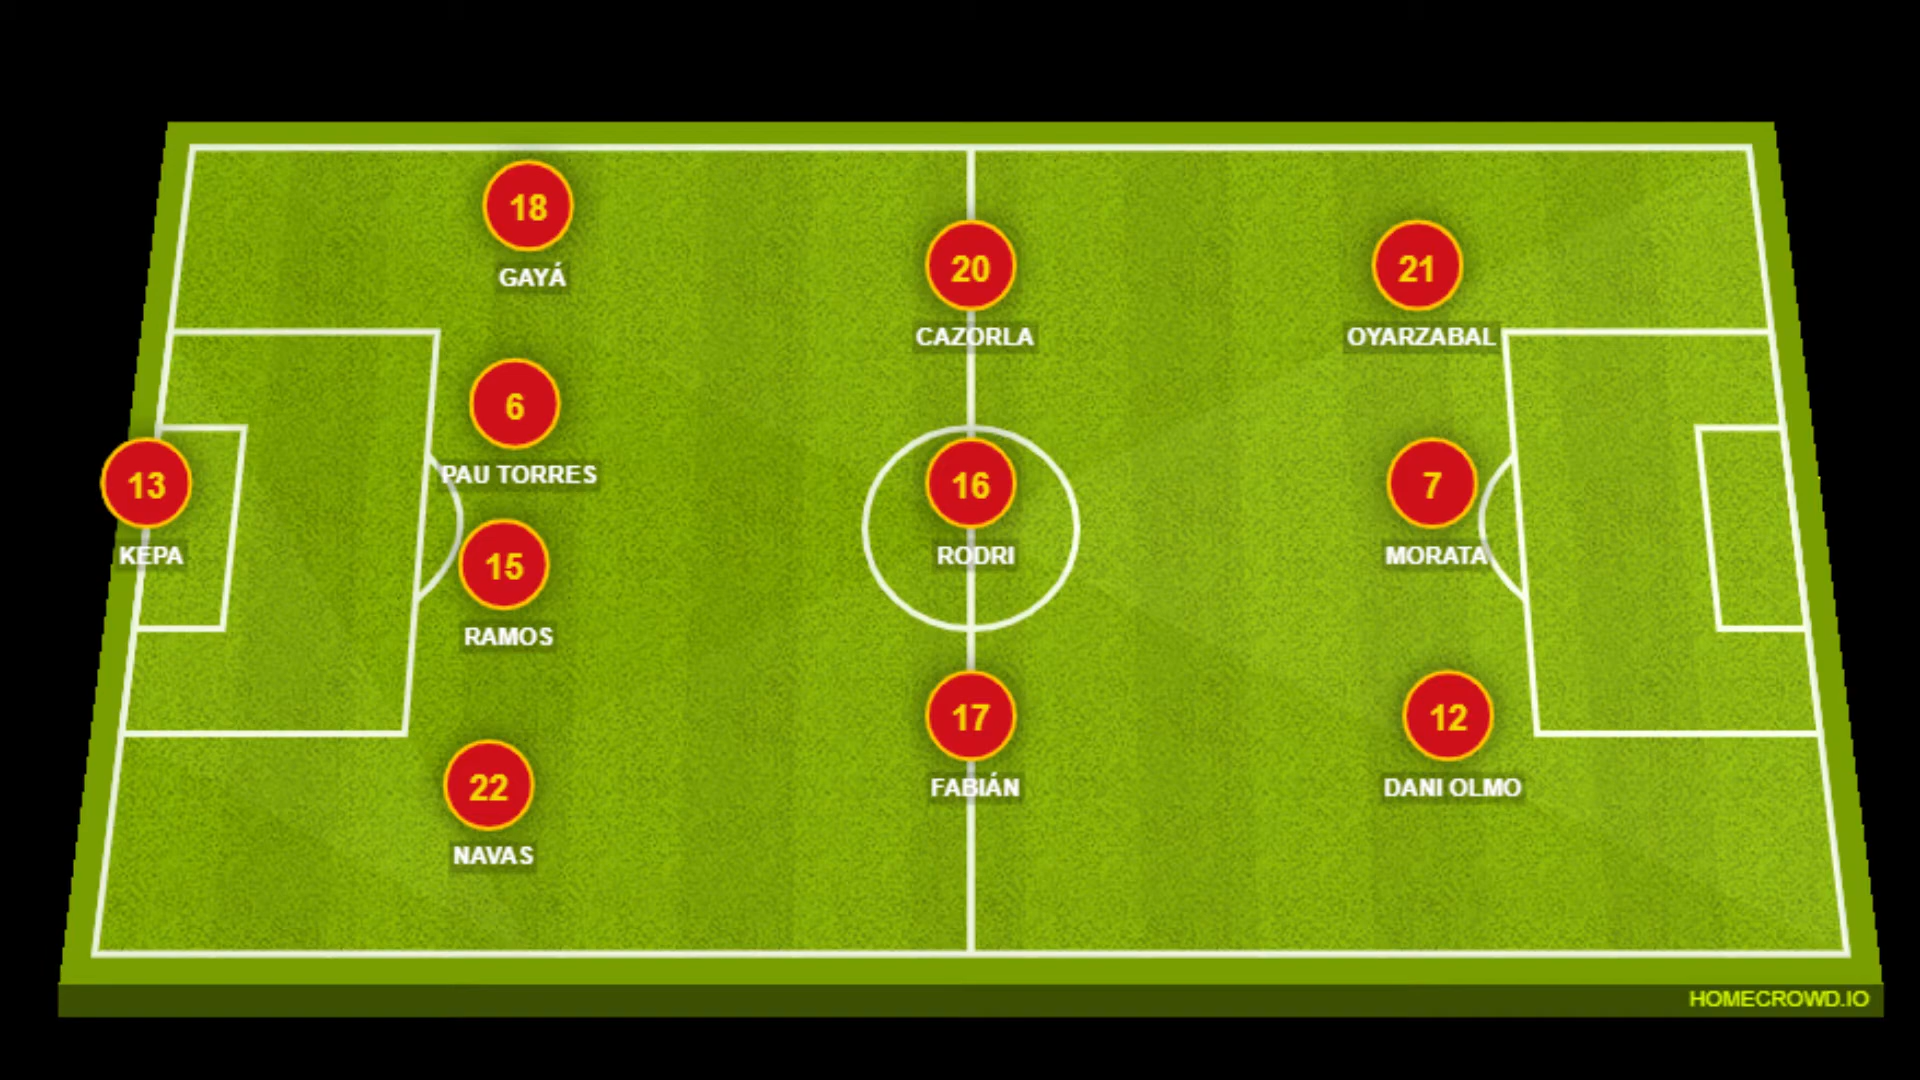 18
GAYÁ
20
CAZORLA
21
OYARZABAL
6
PAU TORRES
13
KEPA
16
RODRI
7
MORATA
15
RAMOS
17
FABIÁN
12
DANI OLMO
22
NAVAS
HOMECROWD.IO